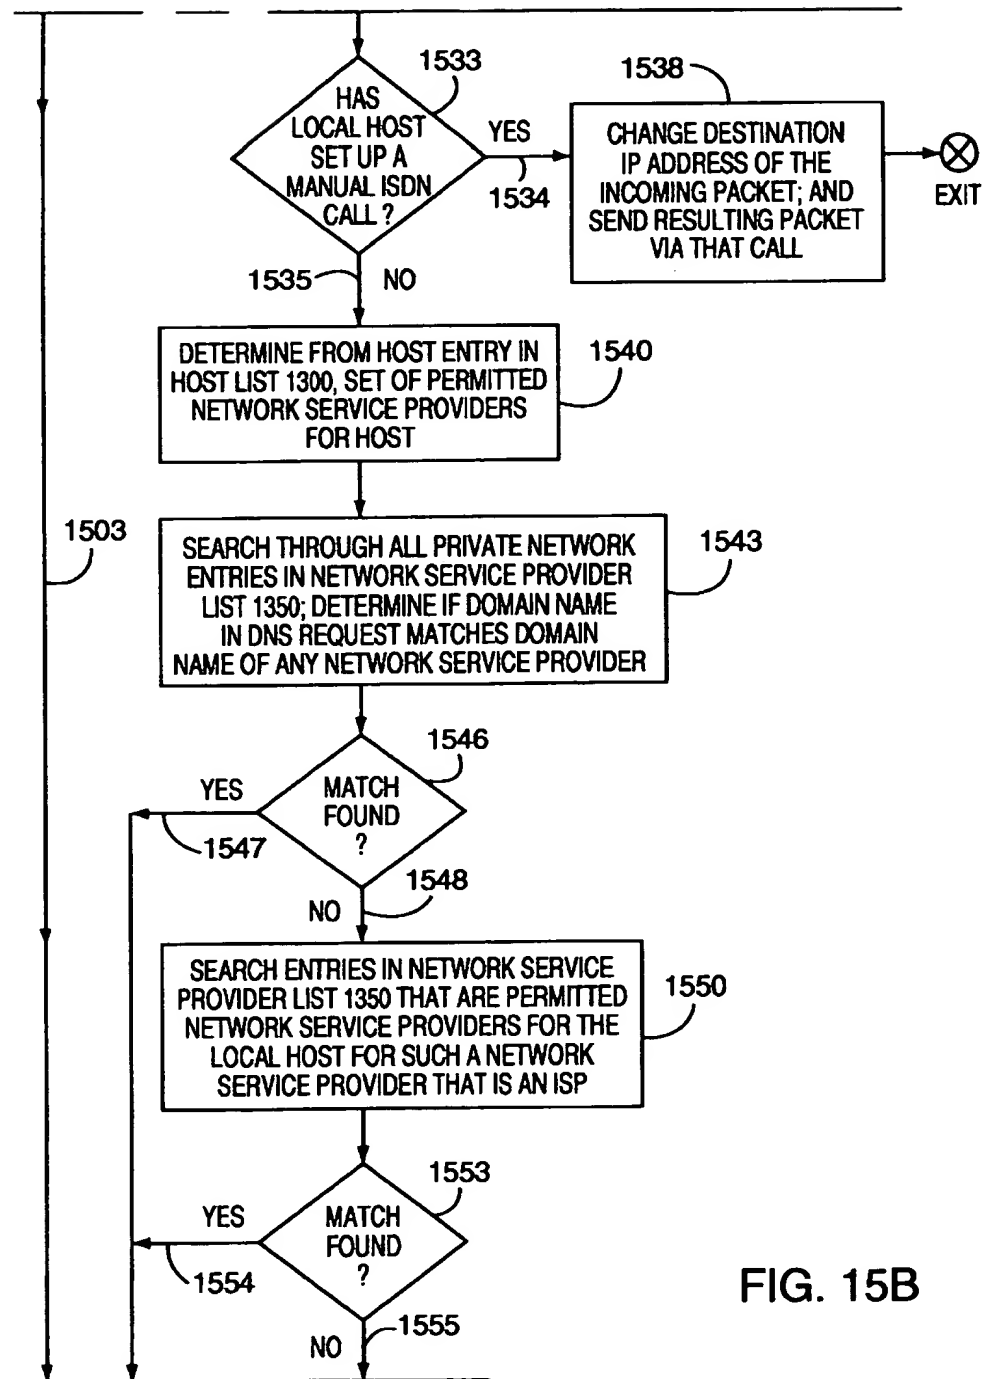 1533
HAS
LOCAL HOST
SET UP A
MANUAL ISDN
CALL ?
YES
1534
1538
CHANGE DESTINATION
IP ADDRESS OF THE
INCOMING PACKET; AND
SEND RESULTING PACKET
VIA THAT CALL
EXIT
1535
NO
DETERMINE FROM HOST ENTRY IN
HOST LIST 1300, SET OF PERMITTED
NETWORK SERVICE PROVIDERS
FOR HOST
1540
1503
SEARCH THROUGH ALL PRIVATE NETWORK
ENTRIES IN NETWORK SERVICE PROVIDER
LIST 1350; DETERMINE IF DOMAIN NAME
IN DNS REQUEST MATCHES DOMAIN
NAME OF ANY NETWORK SERVICE PROVIDER
1543
1546
MATCH
FOUND
?
YES
1547
1548
NO
SEARCH ENTRIES IN NETWORK SERVICE
PROVIDER LIST 1350 THAT ARE PERMITTED
NETWORK SERVICE PROVIDERS FOR THE
LOCAL HOST FOR SUCH A NETWORK
SERVICE PROVIDER THAT IS AN ISP
1550
1553
MATCH
FOUND
?
YES
1554
1555
NO
FIG. 15B